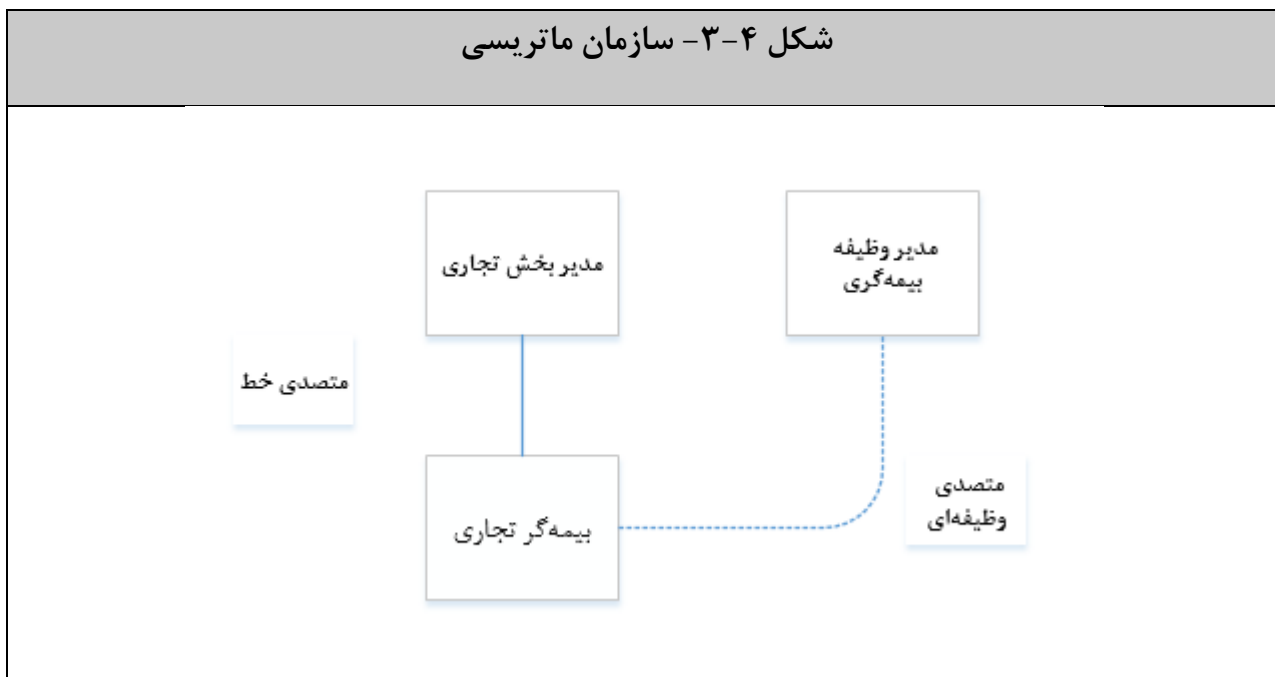 شکل ۴-۳- سازمان ماتریسی
مدیر وظیفه
بیمه‌گری
مدیر بخش تجاری
متصدی خط
متصدی
وظیفه‌ای
بیمه‌گر تجاری